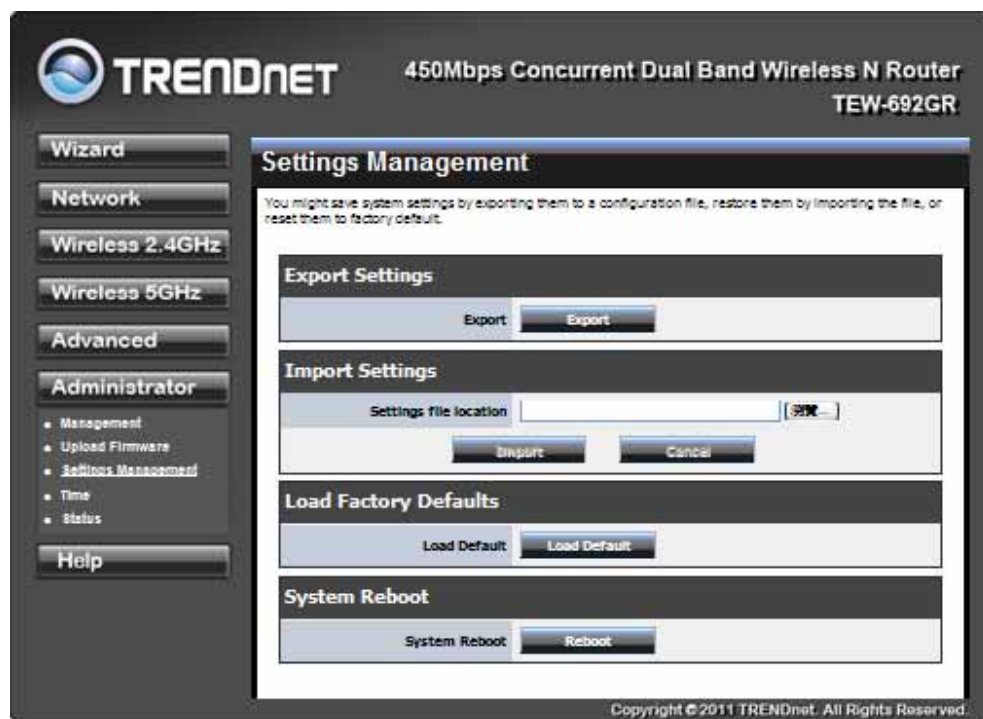 TRENDNET
450Mbps Concurrent Dual Band Wireless N Router
TEW-692GR
Wizard
Network
Wireless 2.4GHz
Wireless 5GHz
Advanced
Administrator
Management
Upload Firmware
Settings Management
Time
Status
Help
Settings Management
You might save system settings by exporting them to a configuration file, restore them by importing the file, or
reset them to factory default.
Export Settings
Export Export
Import Settings
Settings file location 瀏覽...
Import Cancel
Load Factory Defaults
Load Default Load Default
System Reboot
System Reboot Reboot
Copyright © 2011 TRENDnet. All Rights Reserved.